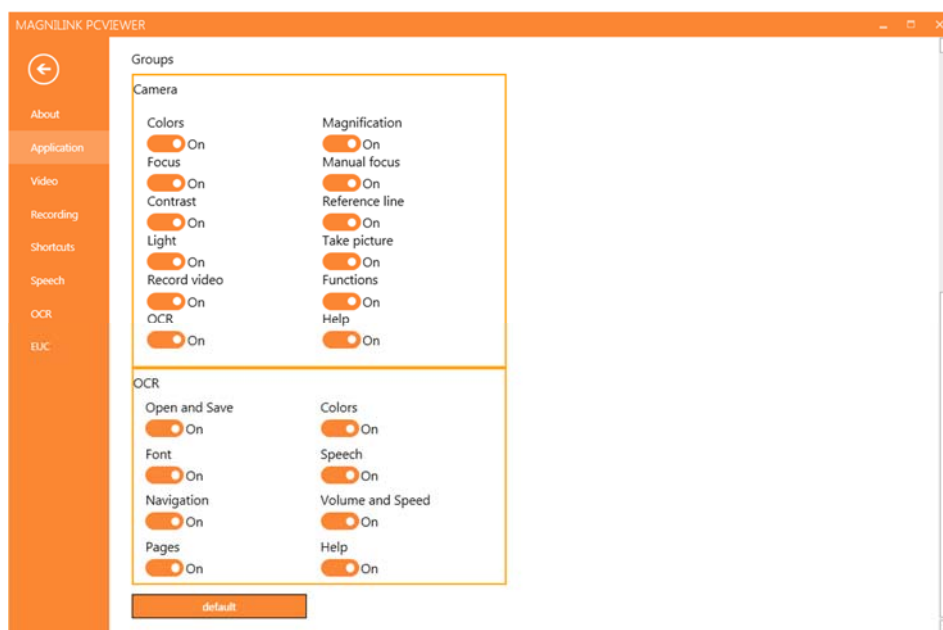 MAGNILINK PCVIEWER
About
Application
Video
Recording
Shortcuts
Speech
OCR
EUC
Groups
Camera
Colors Magnification
On On
Focus Manual focus
On On
Contrast Reference line
On On
Light Take picture
On On
Record video Functions
On On
OCR Help
On On
OCR
Open and Save Colors
On On
Font Speech
On On
Navigation Volume and Speed
On On
Pages Help
On On
default